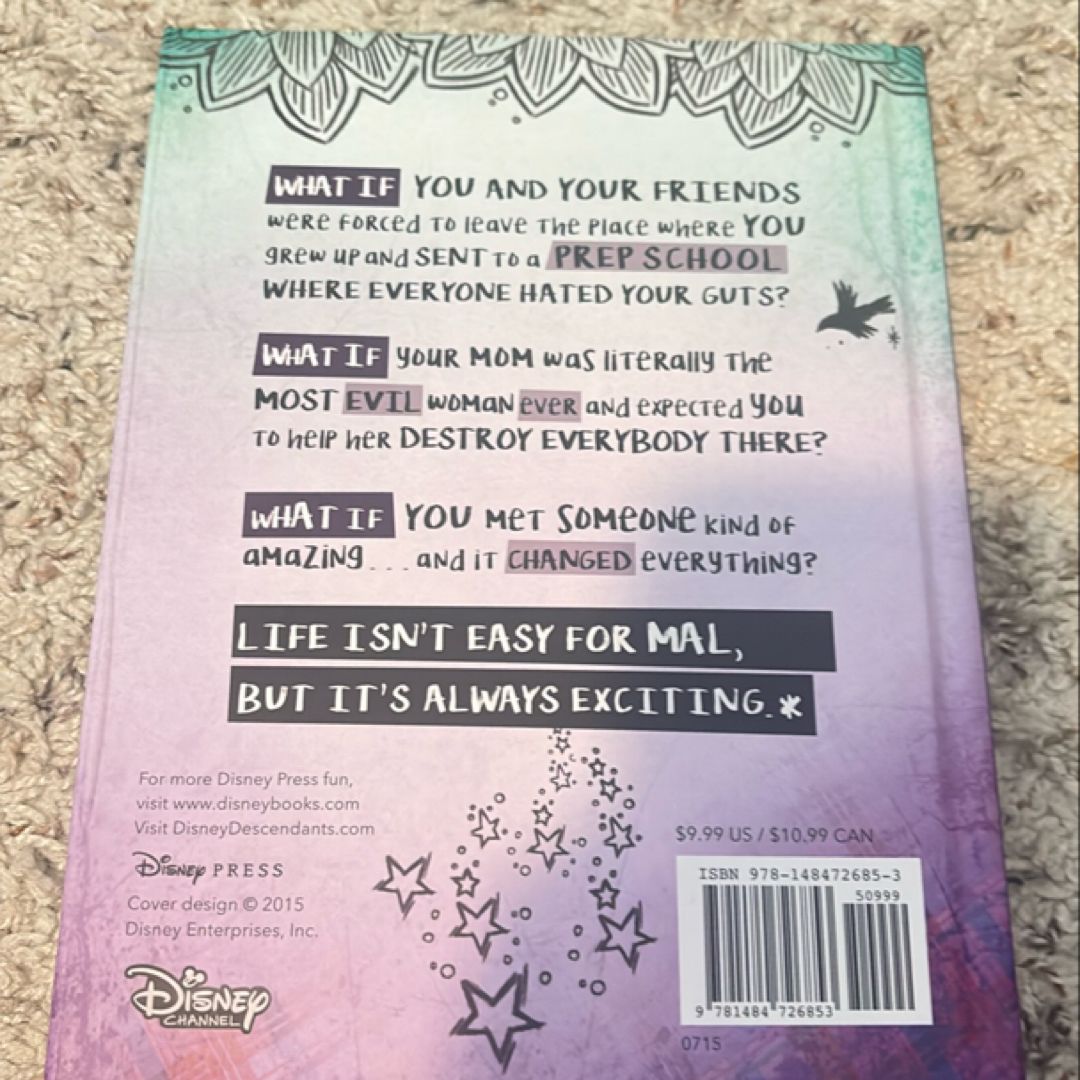 WHAT IF YOU AND YOUR FRIENDS
WERE FORCED TO Leave THE PLACE WHERE YOU
grew UP and SENT TO a PREP SCHOOL
WHERE EVERYONE HATED YOUR GUTS?
WHAT IF YOUR MOM was LITERally THE
MOST EVIL WOMAN EVER and EXPECTED YOU
TO HELP HER DESTROY EVERYBODY THERE?
WHAT IF YOU MET SOMEONE KIND OF
amaZING... and IT CHANGED EVERYTHING?
LIFE ISN'T EASY FOR MAL,
BUT IT'S ALWAYS EXCITING.*
For more Disney Press fun,
visit www.disneybooks.com
Visit DisneyDescendants.com
Disney PRESS
Cover design © 2015
Disney Enterprises, Inc.
Disney
CHANNEL
$9.99 US / $10.99 CAN
ISBN 978-148472685-3
50999
9 781484 726853
0715